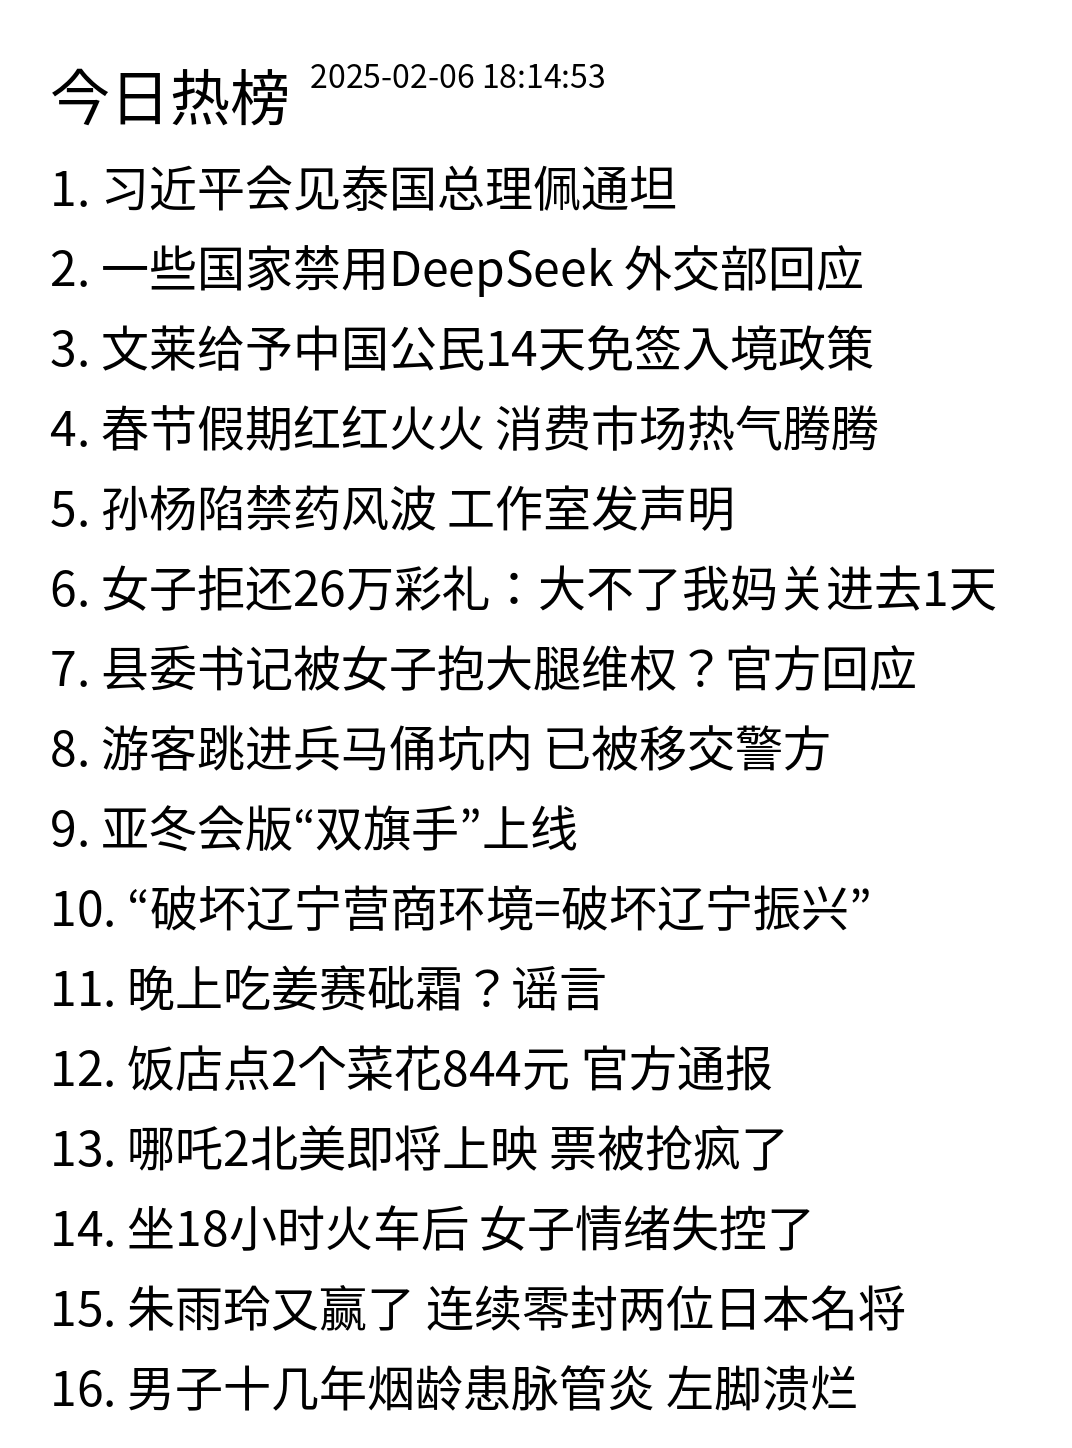 今日热榜 2025-02-06 18:14:53
1. 习近平会见泰国总理佩通坦
2. 一些国家禁用DeepSeek 外交部回应
3. 文莱给予中国公民14天免签入境政策
4. 春节假期红红火火 消费市场热气腾腾
5. 孙杨陷禁药风波 工作室发声明
6. 女子拒还26万彩礼：大不了我妈关进去1天
7. 县委书记被女子抱大腿维权？官方回应
8. 游客跳进兵马俑坑内 已被移交警方
9. 亚冬会版“双旗手”上线
10. “破坏辽宁营商环境=破坏辽宁振兴”
11. 晚上吃姜赛砒霜？谣言
12. 饭店点2个菜花844元 官方通报
13. 哪吒2北美即将上映 票被抢疯了
14. 坐18小时火车后 女子情绪失控了
15. 朱雨玲又赢了 连续零封两位日本名将
16. 男子十几年烟龄患脉管炎 左脚溃烂